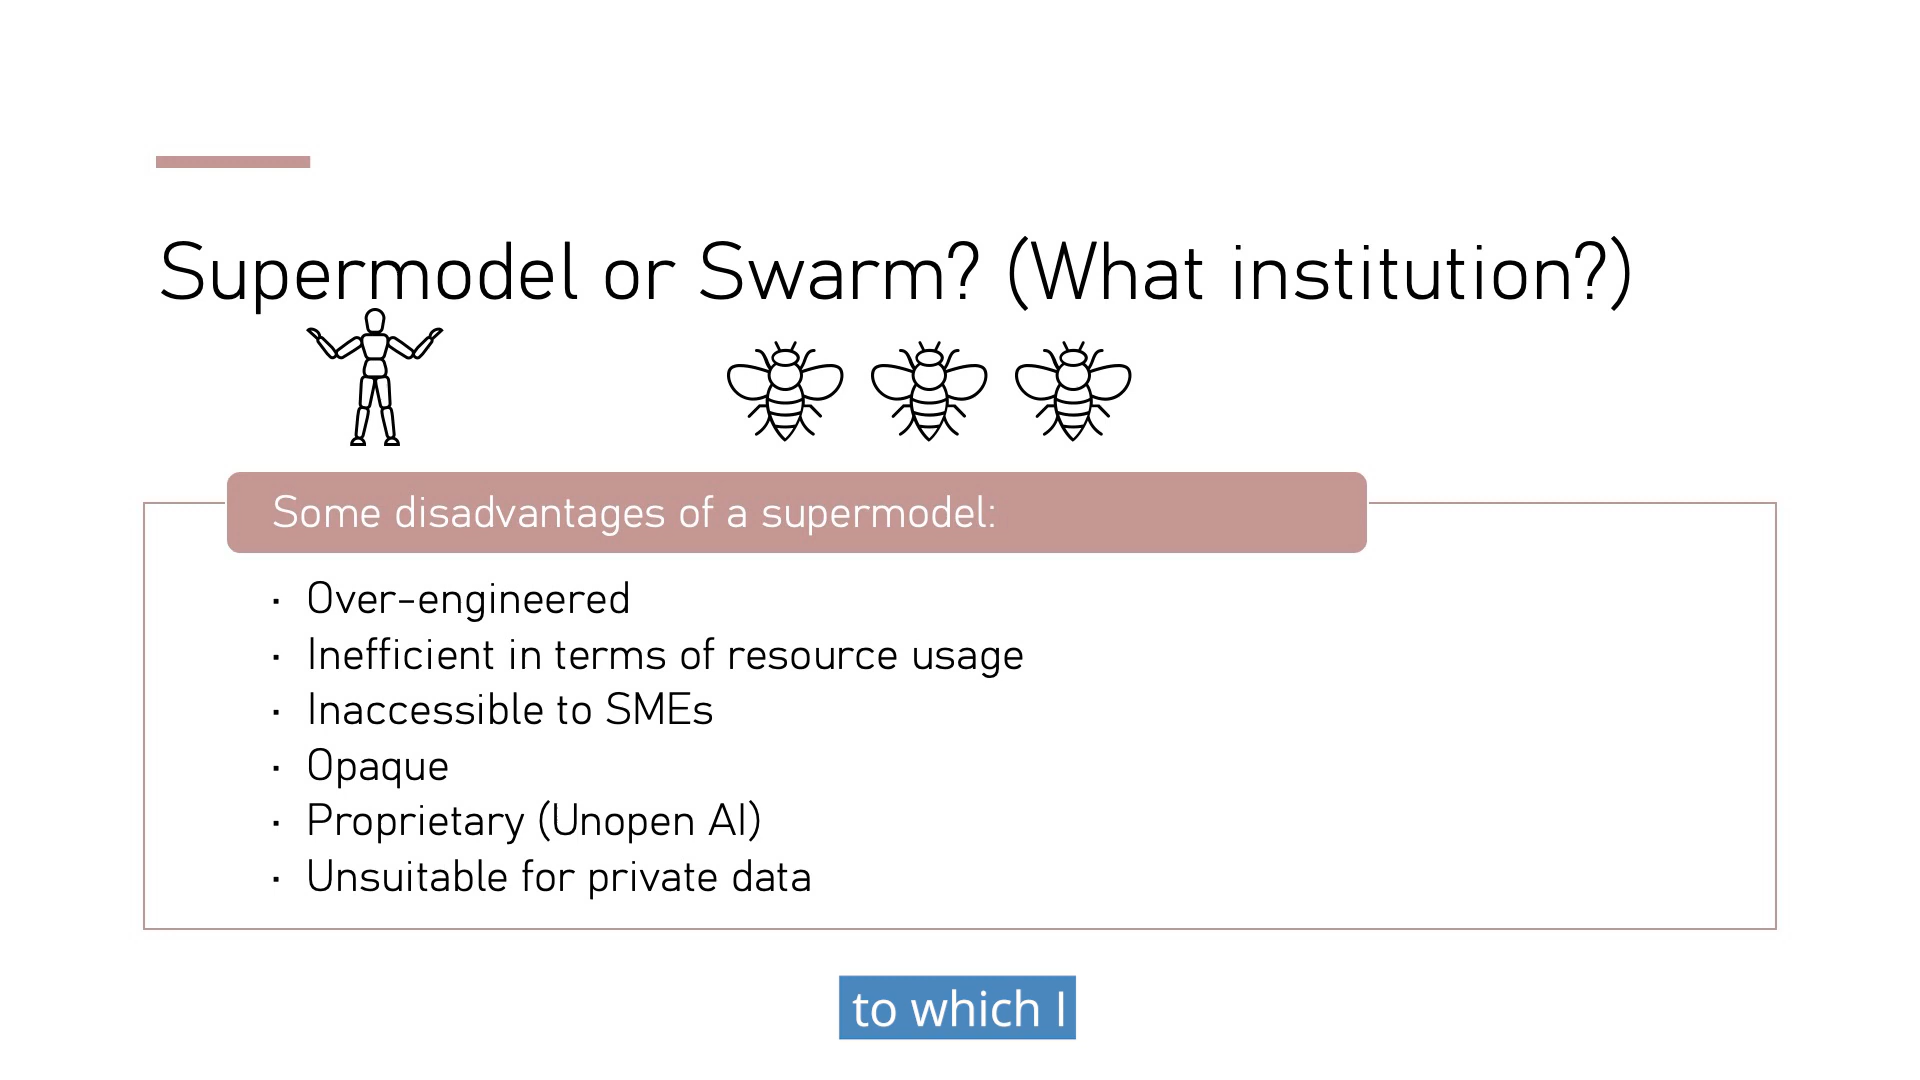 Supermodel or Swarm? (What institution?)
Some disadvantages of a supermodel:
· Over-engineered
· Inefficient in terms of resource usage
· Inaccessible to SMEs
· Opaque
· Proprietary (Unopen AI)
· Unsuitable for private data
to which I